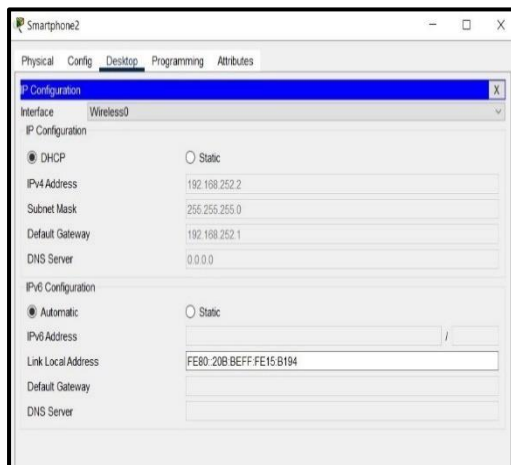 Smartphone2
Physical Config Desktop Programming Attributes
IP Configuration X
Interface Wireless0
IP Configuration
DHCP Static
IPv4 Address 192.168.252.2
Subnet Mask 255.255.255.0
Default Gateway 192.168.252.1
DNS Server 0.0.0.0
IPv6 Configuration
Automatic Static
IPv6 Address /
Link Local Address FE80::20B:BEFF:FE15:B194
Default Gateway
DNS Server